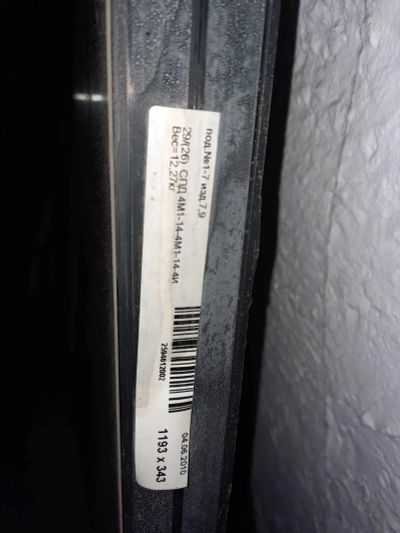 под.№1-7 изд.7,9
29/(26) СПД 4М1-14-4М1-14-4И
Вес=12,27кг
2594612002
04.06.2010
1193 x 343